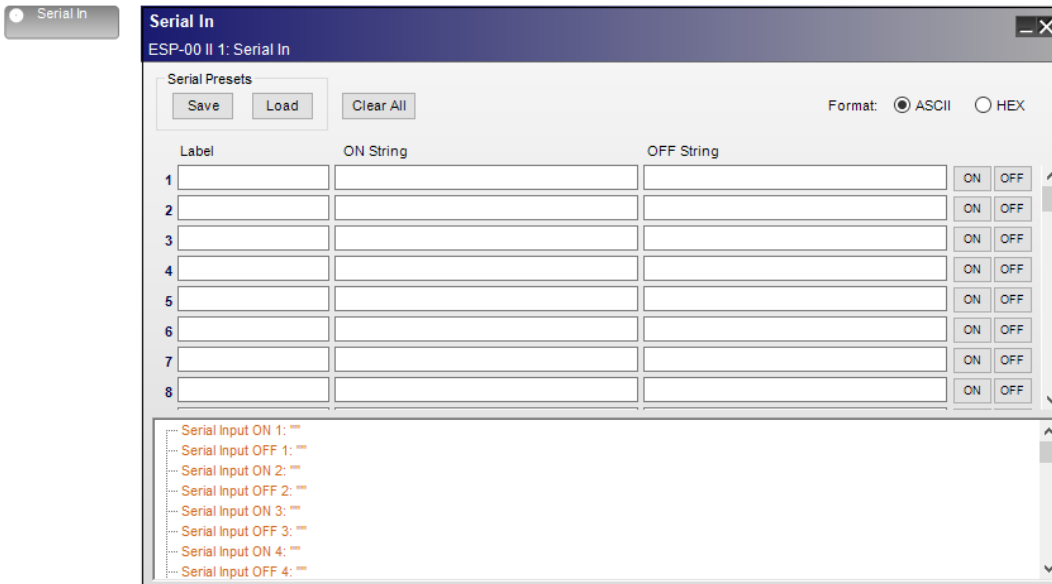 Serial In
Serial In
ESP-00 II 1: Serial In
Serial Presets
Save Load Clear All Format: ASCII HEX
Label ON String OFF String
1 ON OFF
2 ON OFF
3 ON OFF
4 ON OFF
5 ON OFF
6 ON OFF
7 ON OFF
8 ON OFF
Serial Input ON 1: ""
Serial Input OFF 1: ""
Serial Input ON 2: ""
Serial Input OFF 2: ""
Serial Input ON 3: ""
Serial Input OFF 3: ""
Serial Input ON 4: ""
Serial Input OFF 4: ""